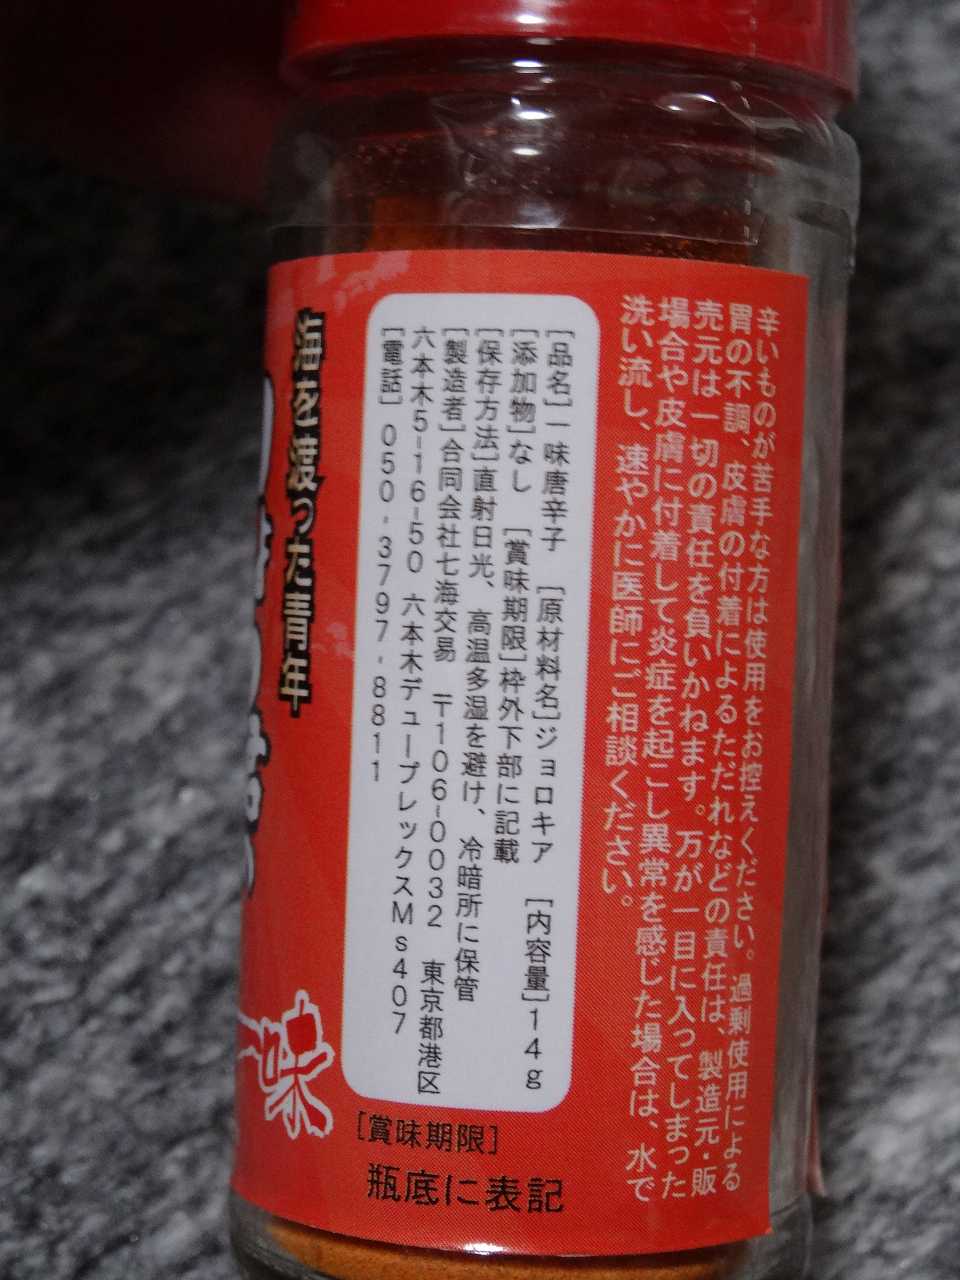 辛いものが苦手な方は使用をお控えください。過剰使用による
胃の不調、皮膚の付着によるただれなどの責任は、製造元・販
売元は一切の責任を負いかねます。万が一目に入ってしまった
場合や皮膚に付着して炎症を起こし異常を感じた場合は、水で
洗い流し、速やかに医師にご相談ください。
[品名]一味唐辛子 [原材料名]ジョロキア [内容量]14g
[添加物]なし [賞味期限]枠外下部に記載
[保存方法]直射日光、高温多湿を避け、冷暗所に保管
[製造者]合同会社七海交易 〒106-0032 東京都港区
六本木5-16-50 六本木デュープレックスMs407
[電話] 050-3797-8811
[賞味期限]
瓶底に表記
海を渡った青年
一味